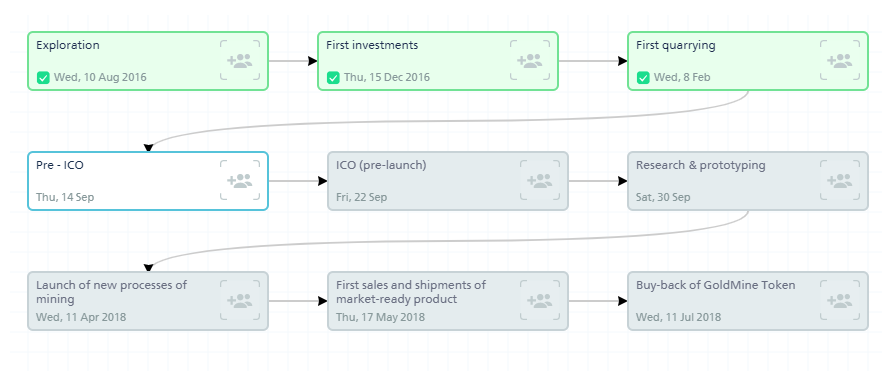 Exploration
Wed, 10 Aug 2016
First investments
Thu, 15 Dec 2016
First quarrying
Wed, 8 Feb
Pre - ICO
Thu, 14 Sep
ICO (pre-launch)
Fri, 22 Sep
Research & prototyping
Sat, 30 Sep
Launch of new processes of
mining
Wed, 11 Apr 2018
First sales and shipments of
market-ready product
Thu, 17 May 2018
Buy-back of GoldMine Token
Wed, 11 Jul 2018